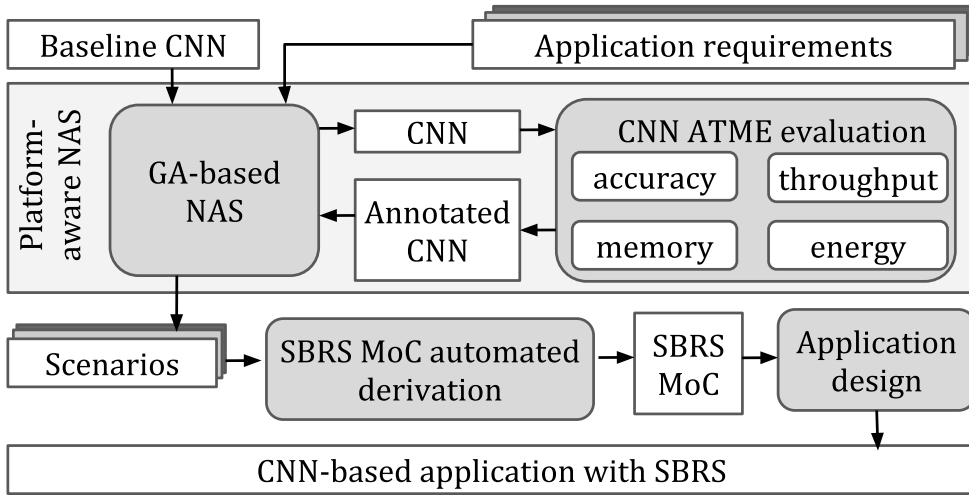 Baseline CNN
Application requirements
Platform-
aware NAS
GA-based
NAS
CNN
CNN ATME evaluation
accuracy
throughput
Annotated
CNN
memory
energy
Scenarios
SBRS MoC automated
derivation
SBRS
MoC
Application
design
CNN-based application with SBRS